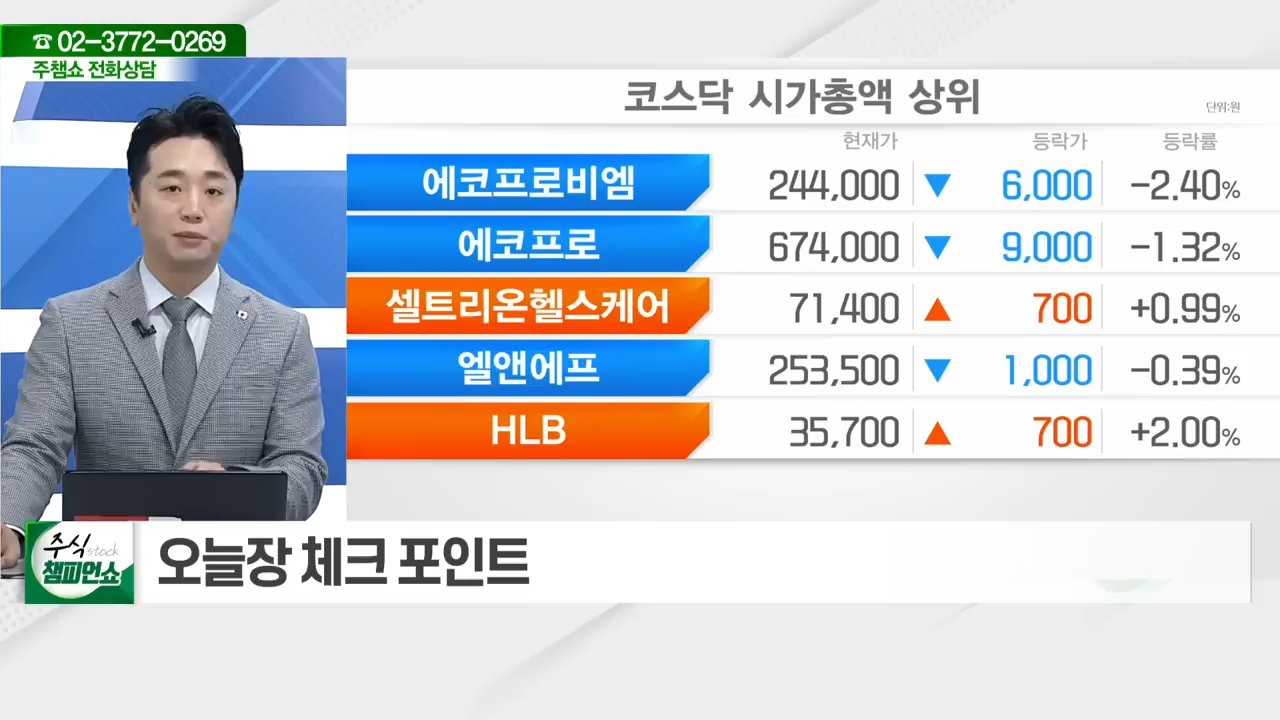 ☎ 02-3772-0269
주챔쇼 전화상담
코스닥 시가총액 상위
단위:원
현재가 등락가 등락률
에코프로비엠 244,000 ▼ 6,000 -2.40%
에코프로 674,000 ▼ 9,000 -1.32%
셀트리온헬스케어 71,400 ▲ 700 +0.99%
엘앤에프 253,500 ▼ 1,000 -0.39%
HLB 35,700 ▲ 700 +2.00%
주식 stock
챔피언쇼
오늘장 체크 포인트